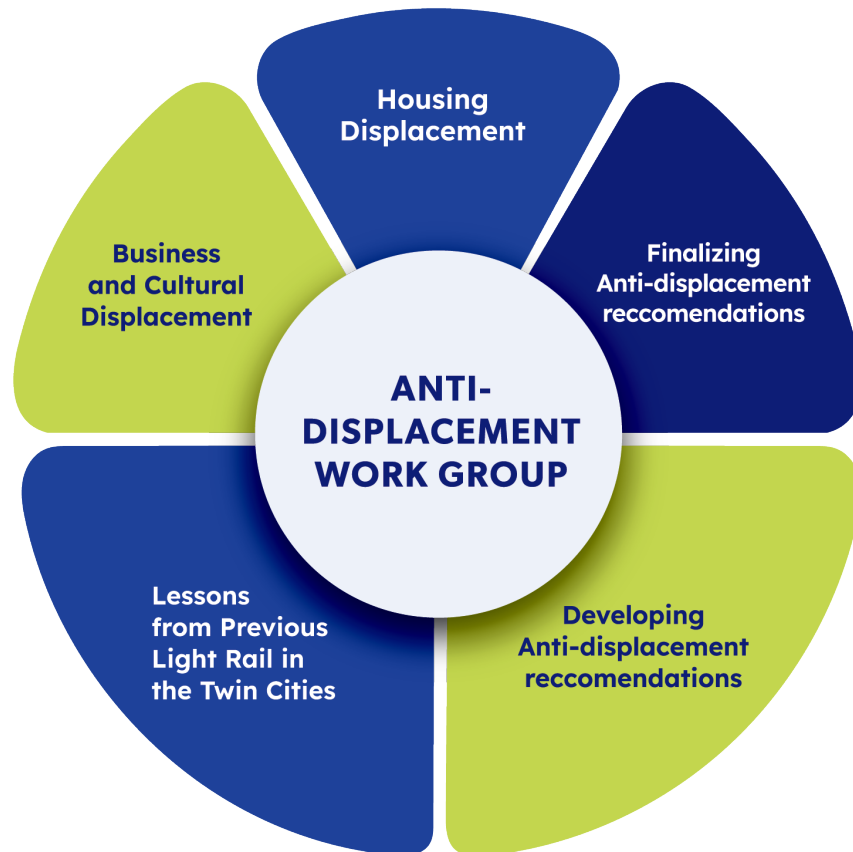 Housing
Displacement
Business
and Cultural
Displacement
Finalizing
Anti-displacement
reccomendations
ANTI-
DISPLACEMENT
WORK GROUP
Lessons
from Previous
Light Rail in
the Twin Cities
Developing
Anti-displacement
reccomendations